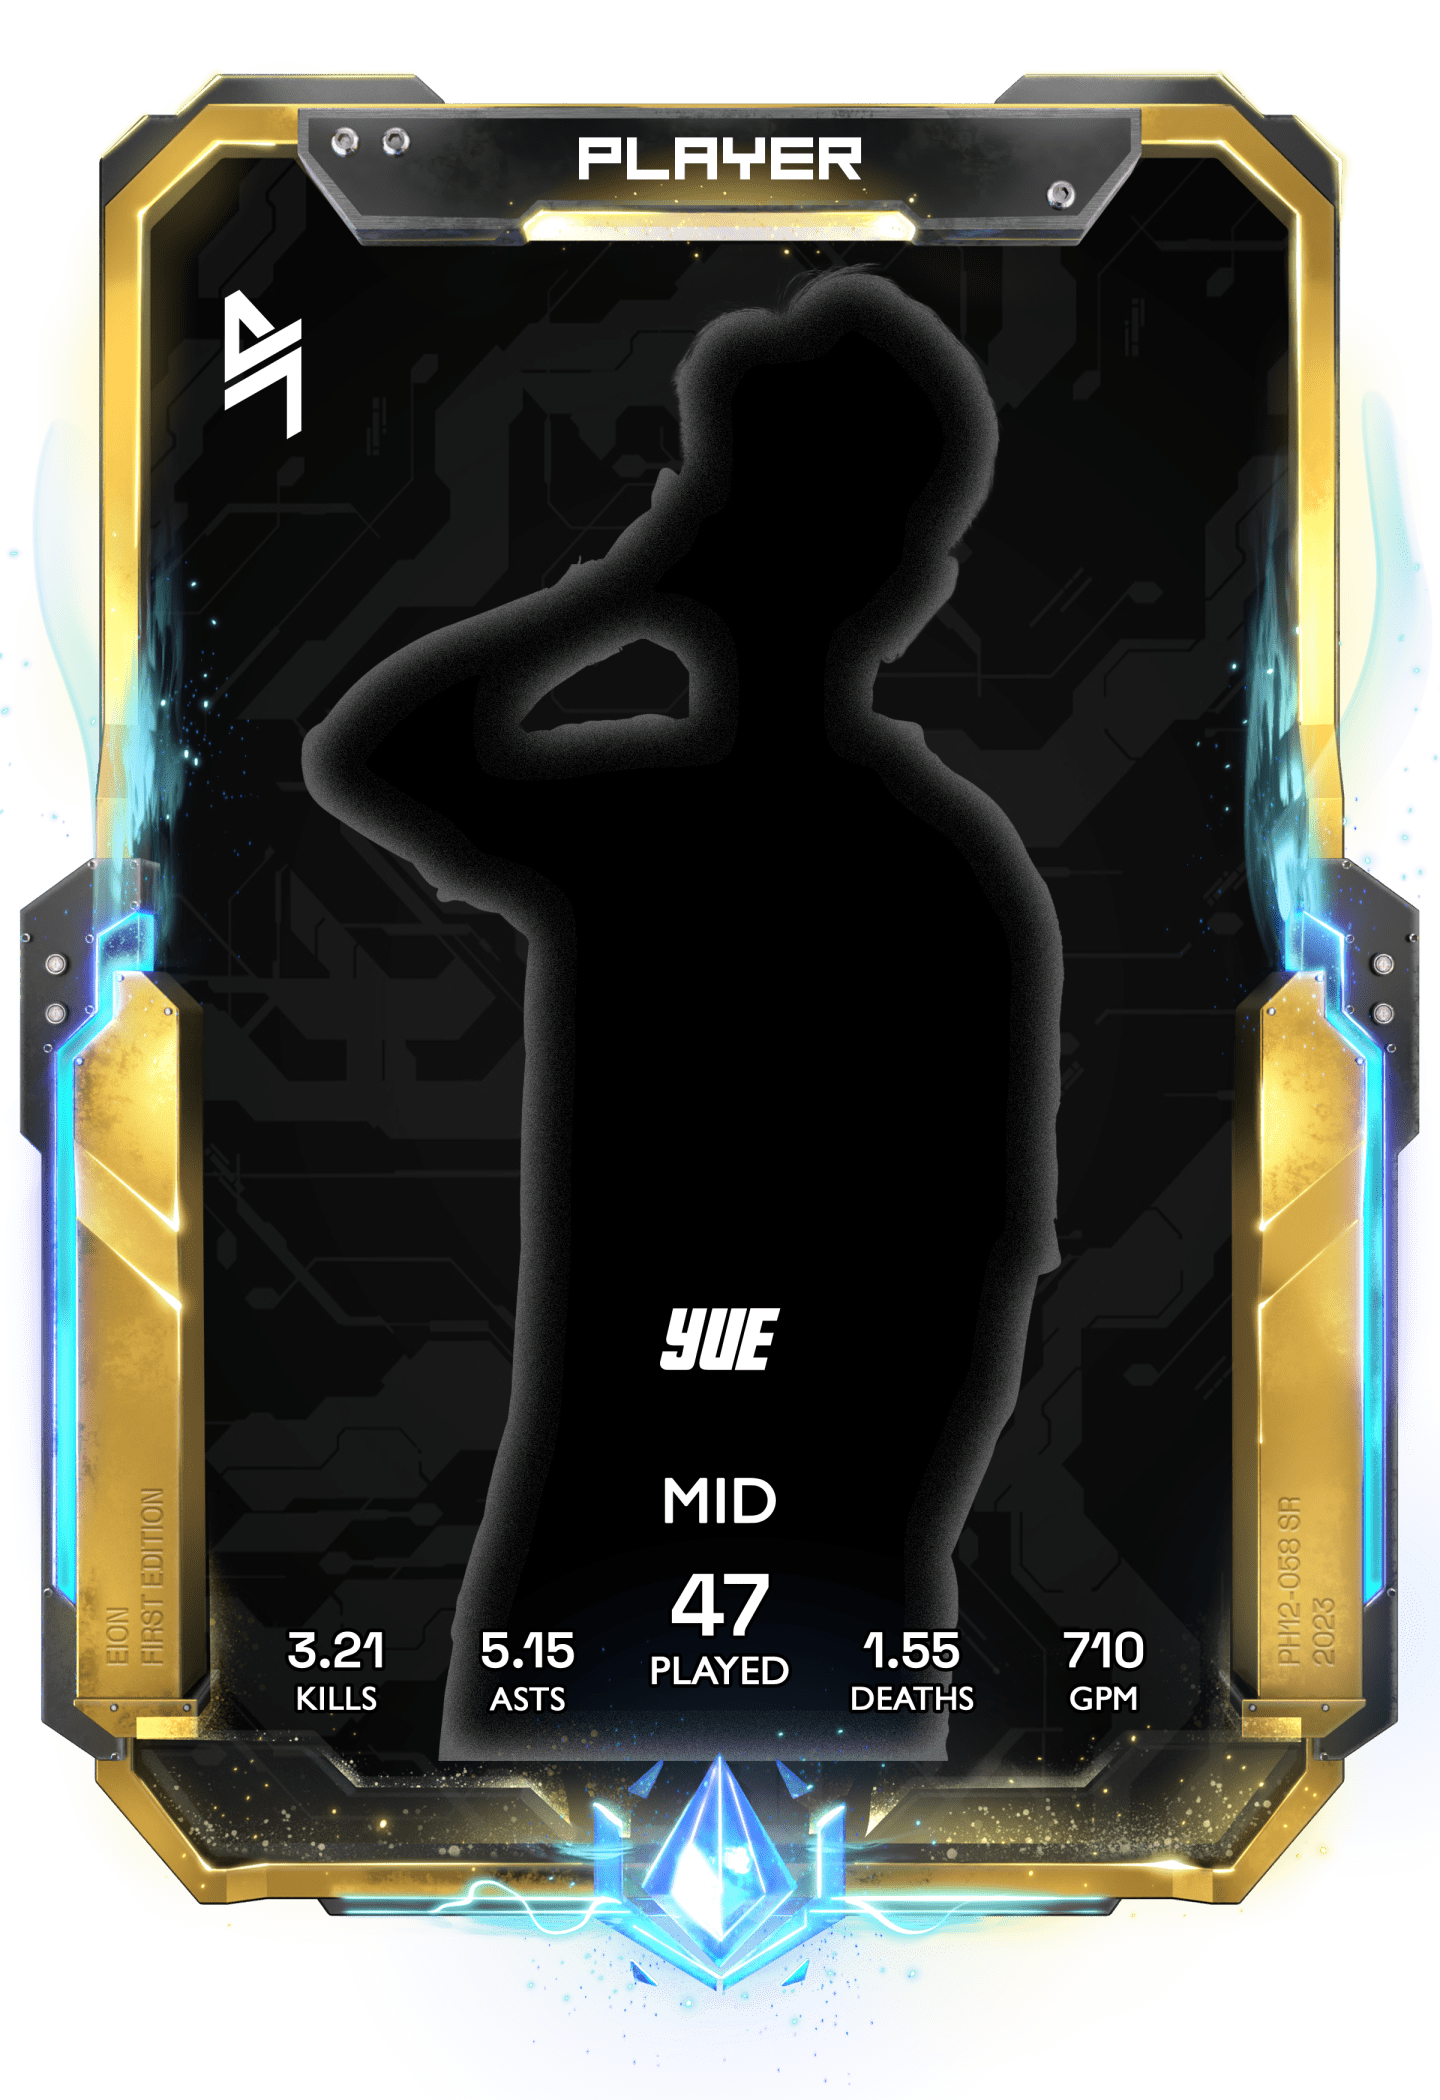 PLAYER
YUE
MID
47
PLAYED
3.21
KILLS
5.15
ASTS
1.55
DEATHS
710
GPM
EION
FIRST EDITION
PH12-058 SR
2023